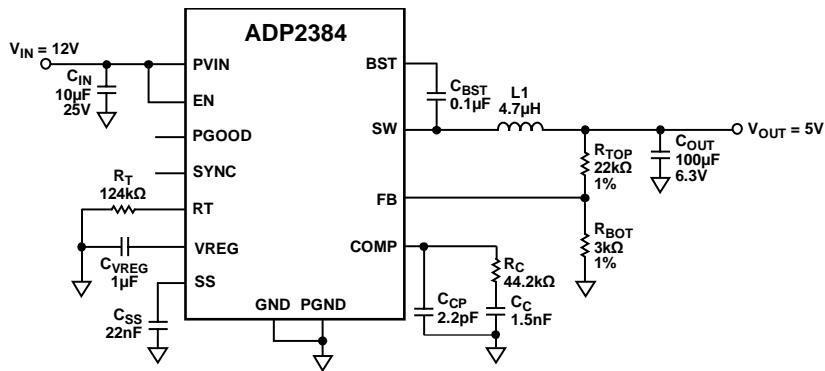 ADP2384
V_IN = 12V
C_IN
10µF
25V
PVIN
EN
PGOOD
SYNC
R_T
124kΩ
RT
C_VREG
1µF
VREG
C_SS
22nF
SS
GND PGND
BST
C_BST
0.1µF
SW
L1
4.7µH
V_OUT = 5V
C_OUT
100µF
6.3V
R_TOP
22kΩ
1%
FB
R_BOT
3kΩ
1%
COMP
R_C
44.2kΩ
C_CP
2.2pF
C_C
1.5nF